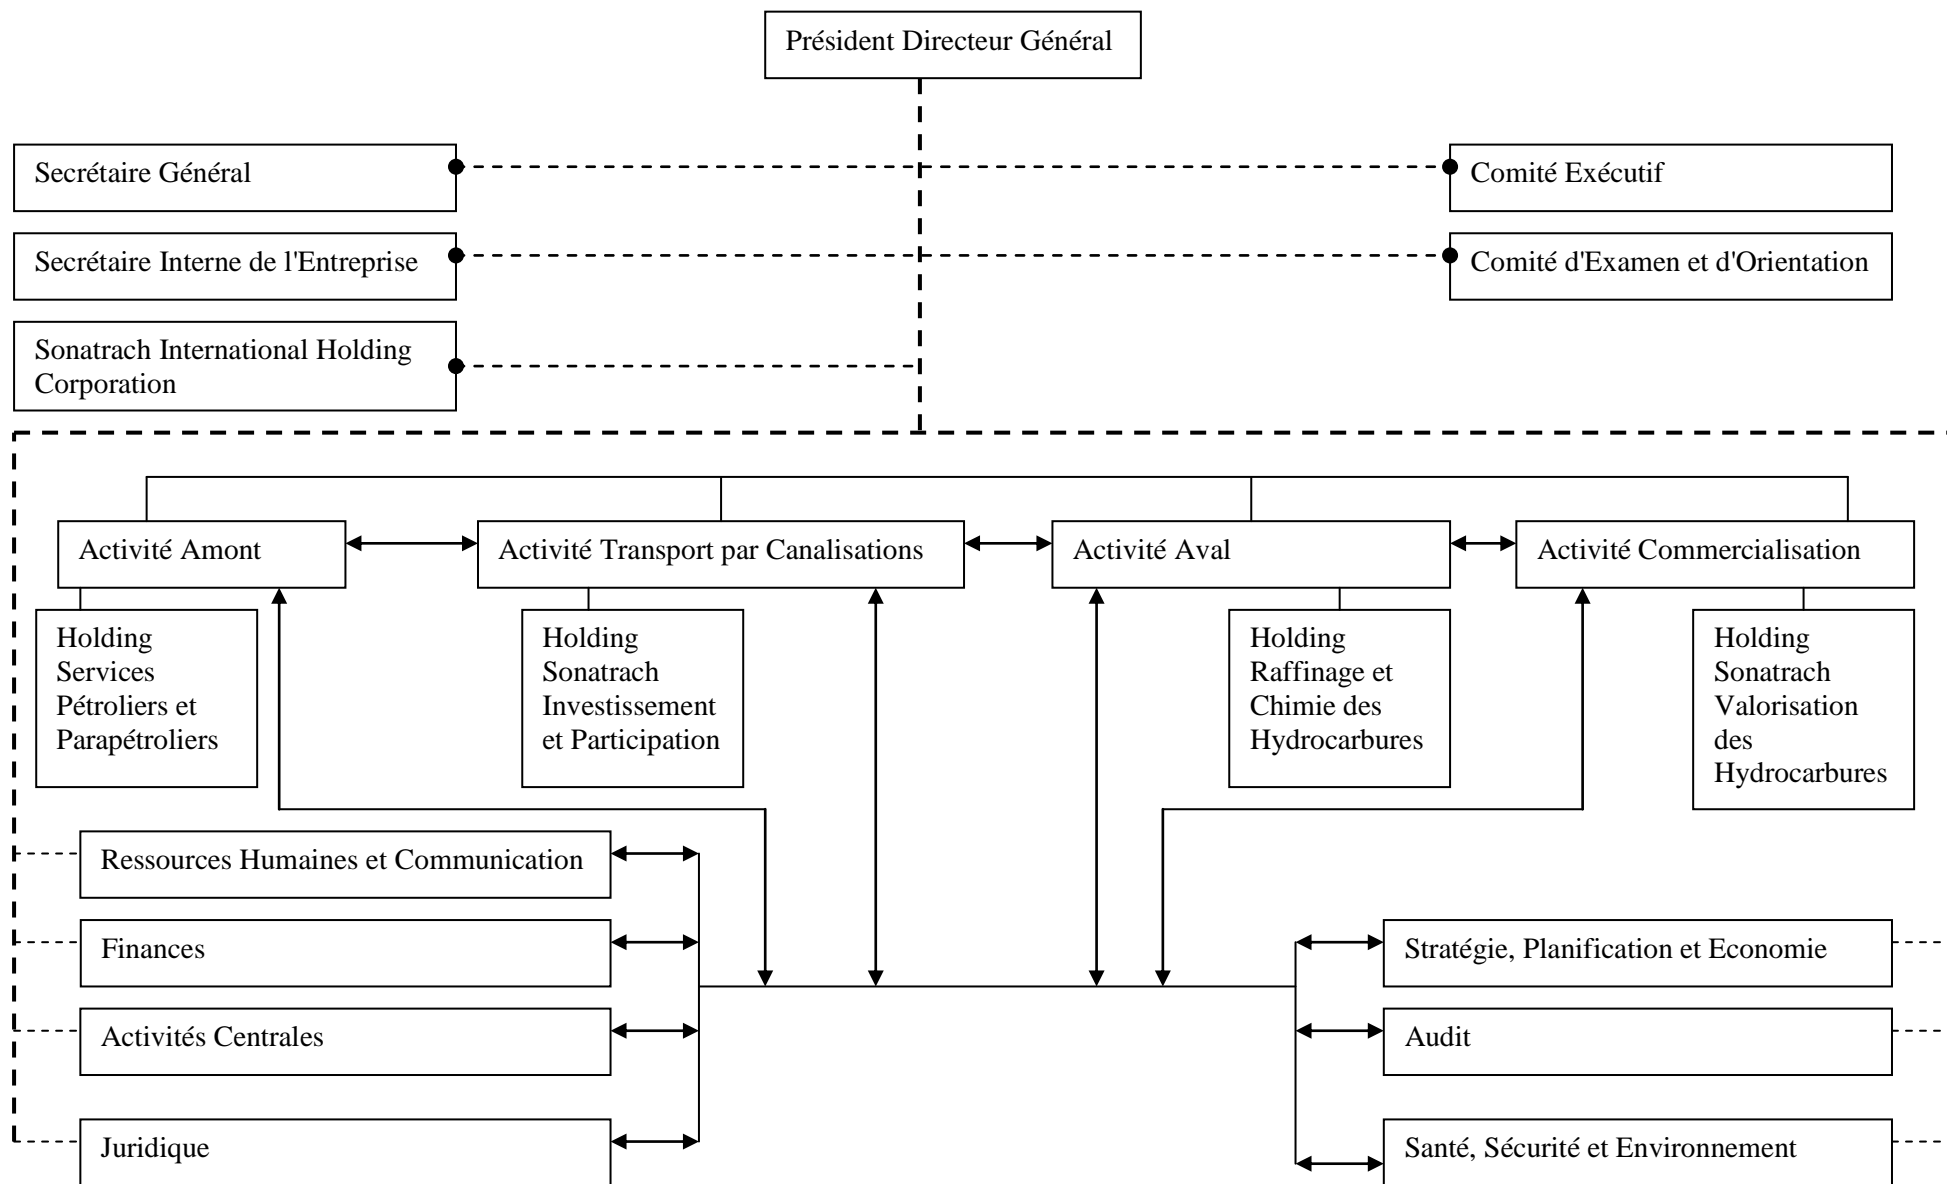 Président Directeur Général
Secrétaire Général
Comité Exécutif
Secrétaire Interne de l'Entreprise
Comité d'Examen et d'Orientation
Sonatrach International Holding
Corporation
Activité Amont
Activité Transport par Canalisations
Activité Aval
Activité Commercialisation
Holding
Services
Pétroliers et
Parapétroliers
Holding
Sonatrach
Investissement
et Participation
Holding
Raffinage et
Chimie des
Hydrocarbures
Holding
Sonatrach
Valorisation
des
Hydrocarbures
Ressources Humaines et Communication
Finances
Activités Centrales
Juridique
Stratégie, Planification et Economie
Audit
Santé, Sécurité et Environnement